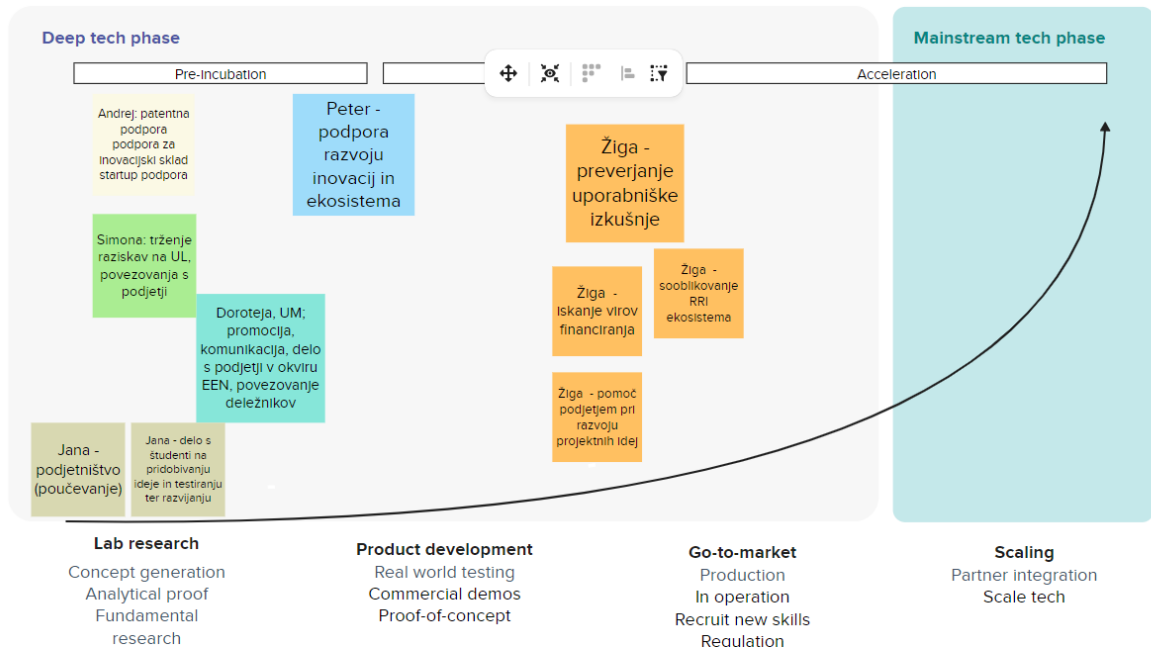 Deep tech phase
Mainstream tech phase
Pre-incubation
Acceleration
Andrej: patentna
podpora
podpora za
inovacijski sklad
startup podpora
Peter -
podpora
razvoju
inovacij in
ekosistema
Žiga -
preverjanje
uporabniške
izkušnje
Simona: trženje
raziskav na UL,
povezovanja s
podjetji
Žiga -
sooblikovanje
RRI
ekosistema
Žiga -
iskanje virov
financiranja
Doroteja, UM;
promocija,
komunikacija, delo
s podjetji v okviru
EEN, povezovanje
deležnikov
Žiga - pomoč
podjetjem pri
razvoju
projektnih idej
Jana -
podjetništvo
(poučevanje)
Jana - delo s
študenti na
pridobivanju
ideje in testiranju
ter razvijanju
Lab research
Concept generation
Analytical proof
Fundamental
research
Product development
Real world testing
Commercial demos
Proof-of-concept
Go-to-market
Production
In operation
Recruit new skills
Regulation
Scaling
Partner integration
Scale tech